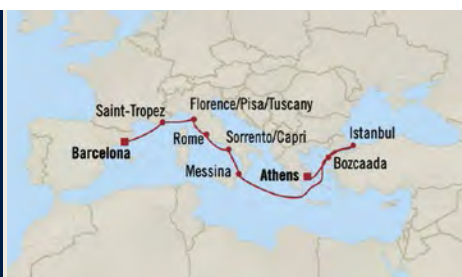 Saint-Tropez
Florence/Pisa/Tuscany
Barcelona
Rome
Sorrento/Capri
Istanbul
Messina
Athens
Bozcaada